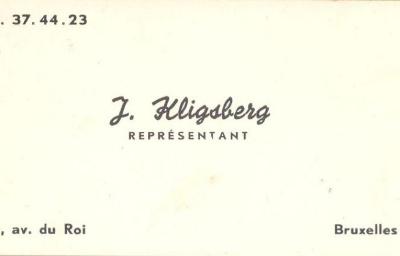 . 37.44.23
J. Kligsberg
REPRÉSENTANT
, av. du Roi
Bruxelles